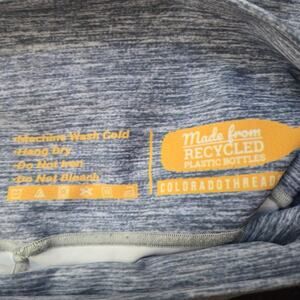 •Machine Wash Cold
•Hang Dry
•Do Not Iron
•Do Not Bleach
Made from
RECYCLED
PLASTIC BOTTLES
COLORADOTHREADS